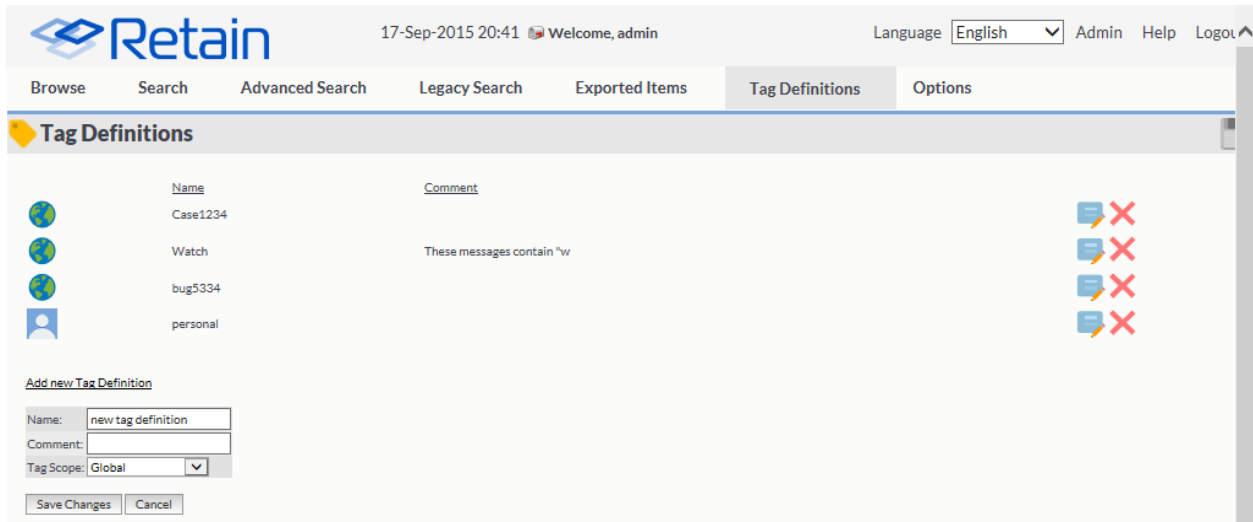 Retain
17-Sep-2015 20:41 Welcome, admin Language English Admin Help
Browse Search Advanced Search Legacy Search Exported Items Tag Definitions Options
Tag Definitions
Name Comment
Case1234
Watch These messages contain "w
bug5334
personal
Add new Tag Definition
Name: new tag definition
Comment:
Tag Scope: Global
Save Changes Cancel